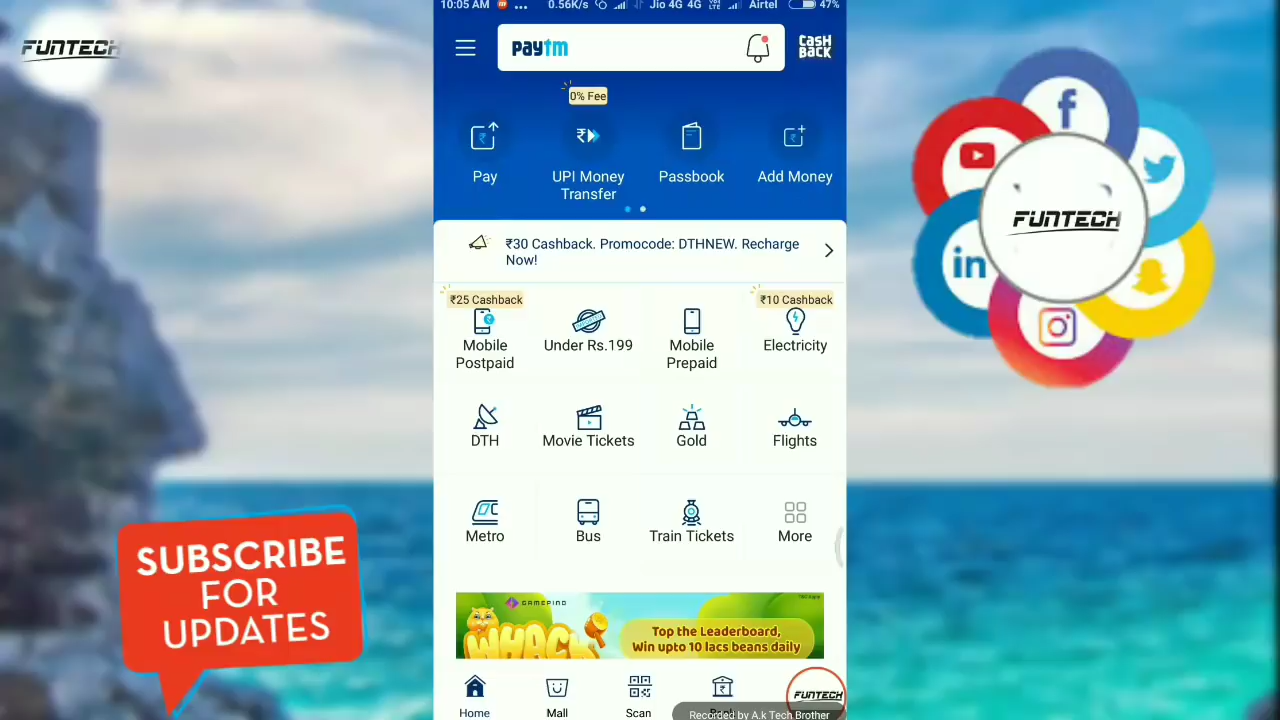 10:05 AM ... 0.56K/s Jio 4G 4G Airtel 47%
FUNTECH
paytm
CASH
BACK
0% Fee
Pay
UPI Money
Transfer
Passbook
Add Money
FUNTECH
₹30 Cashback. Promocode: DTHNEW. Recharge
Now!
₹25 Cashback
₹10 Cashback
Mobile
Postpaid
Under Rs.199
Mobile
Prepaid
Electricity
DTH
Movie Tickets
Gold
Flights
Metro
Bus
Train Tickets
More
SUBSCRIBE
FOR
UPDATES
GAMEPIND
WHACK
Top the Leaderboard,
Win upto 10 lacs beans daily
Home
Mall
Scan
FUNTECH
Recorded by A.k Tech Brother